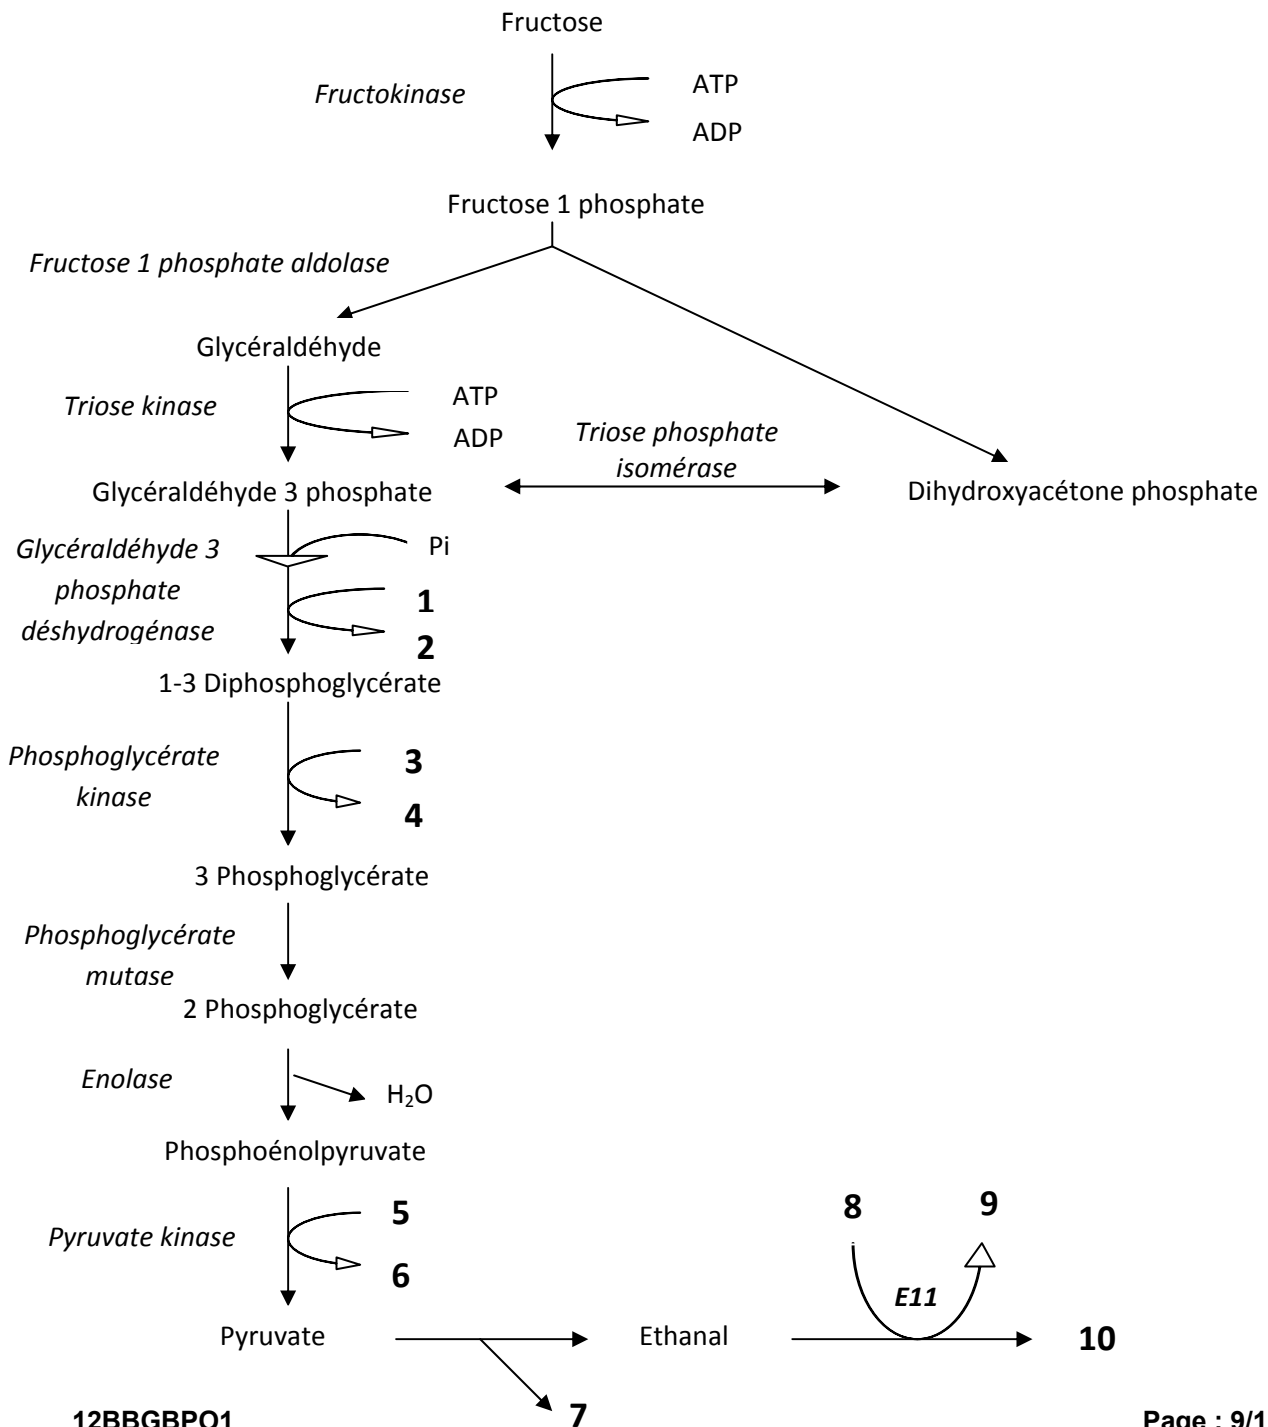 Fructose
Fructokinase
ATP
ADP
Fructose 1 phosphate
Fructose 1 phosphate aldolase
Glycéraldéhyde
Triose kinase
ATP
ADP
Triose phosphate
isomérase
Glycéraldéhyde 3 phosphate
Dihydroxyacétone phosphate
Glycéraldéhyde 3
phosphate
déshydrogénase
Pi
1
2
1-3 Diphosphoglycérate
Phosphoglycérate
kinase
3
4
3 Phosphoglycérate
Phosphoglycérate
mutase
2 Phosphoglycérate
Enolase
H₂O
Phosphoénolpyruvate
Pyruvate kinase
5
6
8
9
E11
Pyruvate
Ethanal
10
7
12BBGBPO1
Page : 9/1